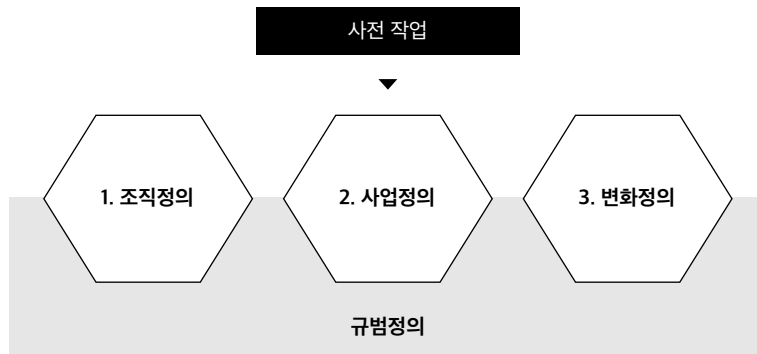 사전 작업
1. 조직정의
2. 사업정의
3. 변화정의
규범정의